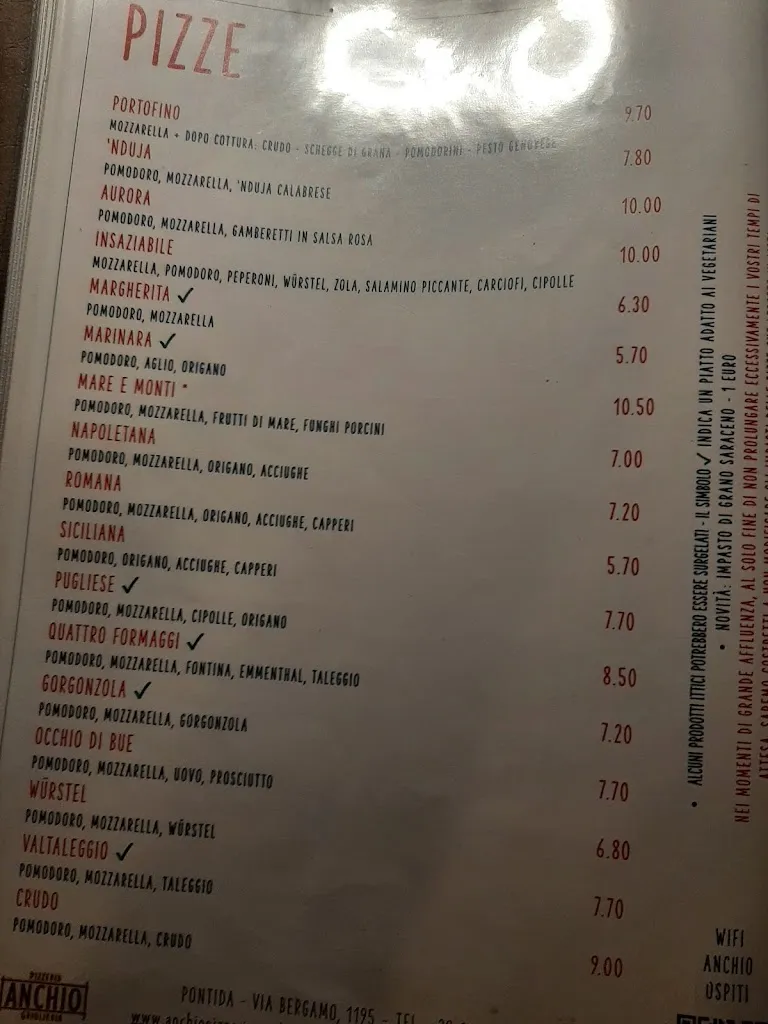 PIZZE
PORTOFINO 9.70
MOZZARELLA + DOPO COTTURA: CRUDO - SCHEGGE DI GRANA - POMODORINI - PESTO GENOVESE
'NDUJA 7.80
POMODORO, MOZZARELLA, 'NDUJA CALABRESE
AURORA 10.00
POMODORO, MOZZARELLA, GAMBERETTI IN SALSA ROSA
INSAZIABILE 10.00
MOZZARELLA, POMODORO, PEPERONI, WÜRSTEL, ZOLA, SALAMINO PICCANTE, CARCIOFI, CIPOLLE
MARGHERITA ✓ 6.30
POMODORO, MOZZARELLA
MARINARA ✓ 5.70
POMODORO, AGLIO, ORIGANO
MARE E MONTI * 10.50
POMODORO, MOZZARELLA, FRUTTI DI MARE, FUNGHI PORCINI
NAPOLETANA 7.00
POMODORO, MOZZARELLA, ORIGANO, ACCIUGHE
ROMANA 7.20
POMODORO, MOZZARELLA, ORIGANO, ACCIUGHE, CAPPERI
SICILIANA 5.70
POMODORO, ORIGANO, ACCIUGHE, CAPPERI
PUGLIESE ✓ 7.70
POMODORO, MOZZARELLA, CIPOLLE, ORIGANO
QUATTRO FORMAGGI ✓ 8.50
POMODORO, MOZZARELLA, FONTINA, EMMENTHAL, TALEGGIO
GORGONZOLA ✓ 7.20
POMODORO, MOZZARELLA, GORGONZOLA
OCCHIO DI BUE 7.70
POMODORO, MOZZARELLA, UOVO, PROSCIUTTO
WÜRSTEL 6.80
POMODORO, MOZZARELLA, WÜRSTEL
VALTALEGGIO ✓ 7.70
POMODORO, MOZZARELLA, TALEGGIO
CRUDO 9.00
POMODORO, MOZZARELLA, CRUDO
• ALCUNI PRODOTTI ITTICI POTREBBERO ESSERE SURGELATI - IL SIMBOLO ✓ INDICA UN PIATTO ADATTO AI VEGETARIANI
• NOVITÀ: IMPASTO DI GRANO SARACENO - 1 EURO
NEI MOMENTI DI GRANDE AFFLUENZA, AL SOLO FINE DI NON PROLUNGARE ECCESSIVAMENTE I VOSTRI TEMPI DI
WIFI
ANCHIO
OSPITI
PIZZERIA
ANCHIO
GRIGLIERIA
PONTIDA - VIA BERGAMO, 1195 - TEL.